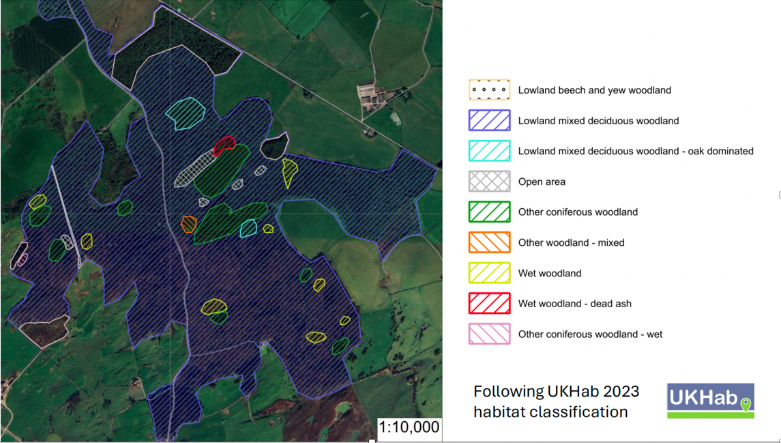 Lowland beech and yew woodland
Lowland mixed deciduous woodland
Lowland mixed deciduous woodland - oak dominated
Open area
Other coniferous woodland
Other woodland - mixed
Wet woodland
Wet woodland - dead ash
Other coniferous woodland - wet
1:10,000
Following UKHab 2023
habitat classification
UKHab